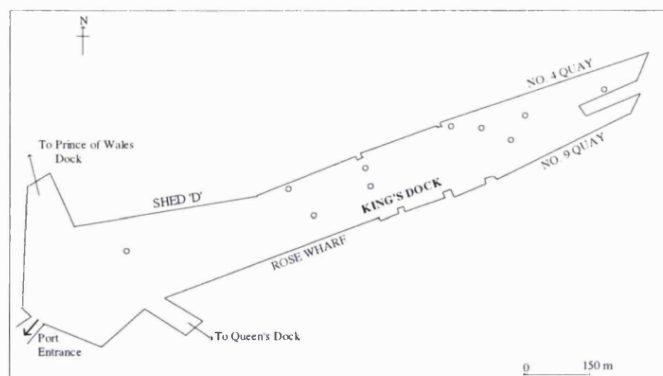 N
NO. 4 QUAY
To Prince of Wales
Dock
NO. 9 QUAY
SHED 'D'
KING'S DOCK
ROSE WHARF
To Queen's Dock
Port
Entrance
0 150 m